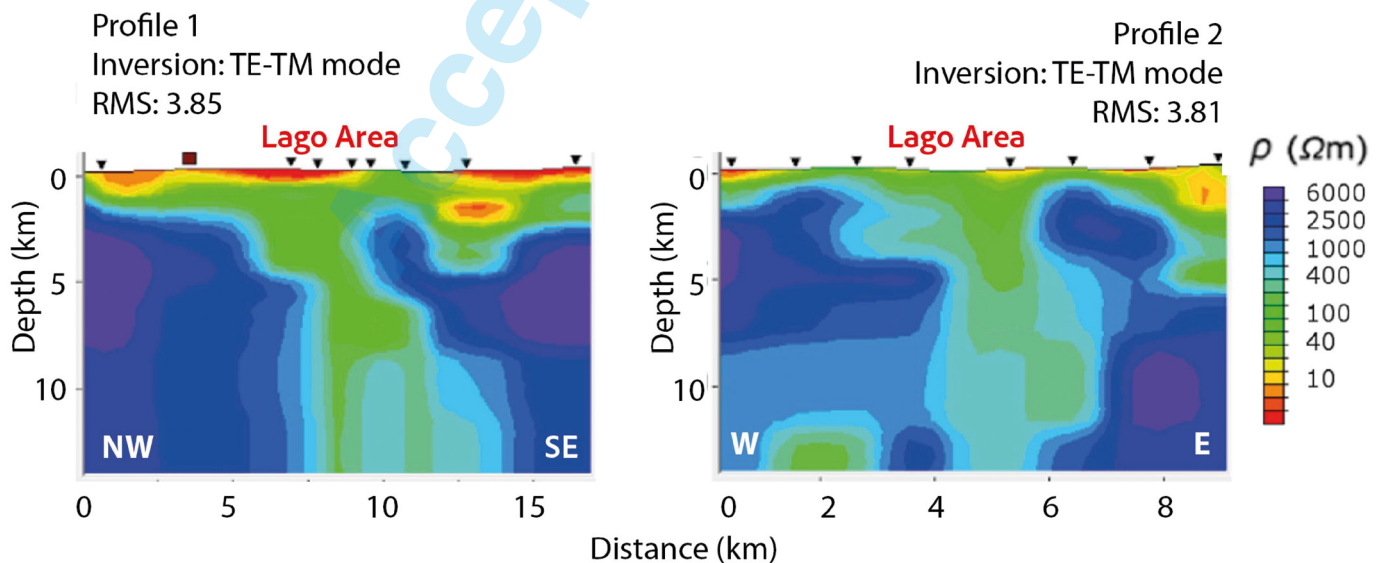 Profile 1
Inversion: TE-TM mode
RMS: 3.85
Lago Area
Profile 2
Inversion: TE-TM mode
RMS: 3.81
Lago Area
ρ (Ωm)
6000
2500
1000
400
100
40
10
Depth (km)
0
5
10
NW
SE
0
5
10
15
Depth (km)
0
5
10
W
E
0
2
4
6
8
Distance (km)